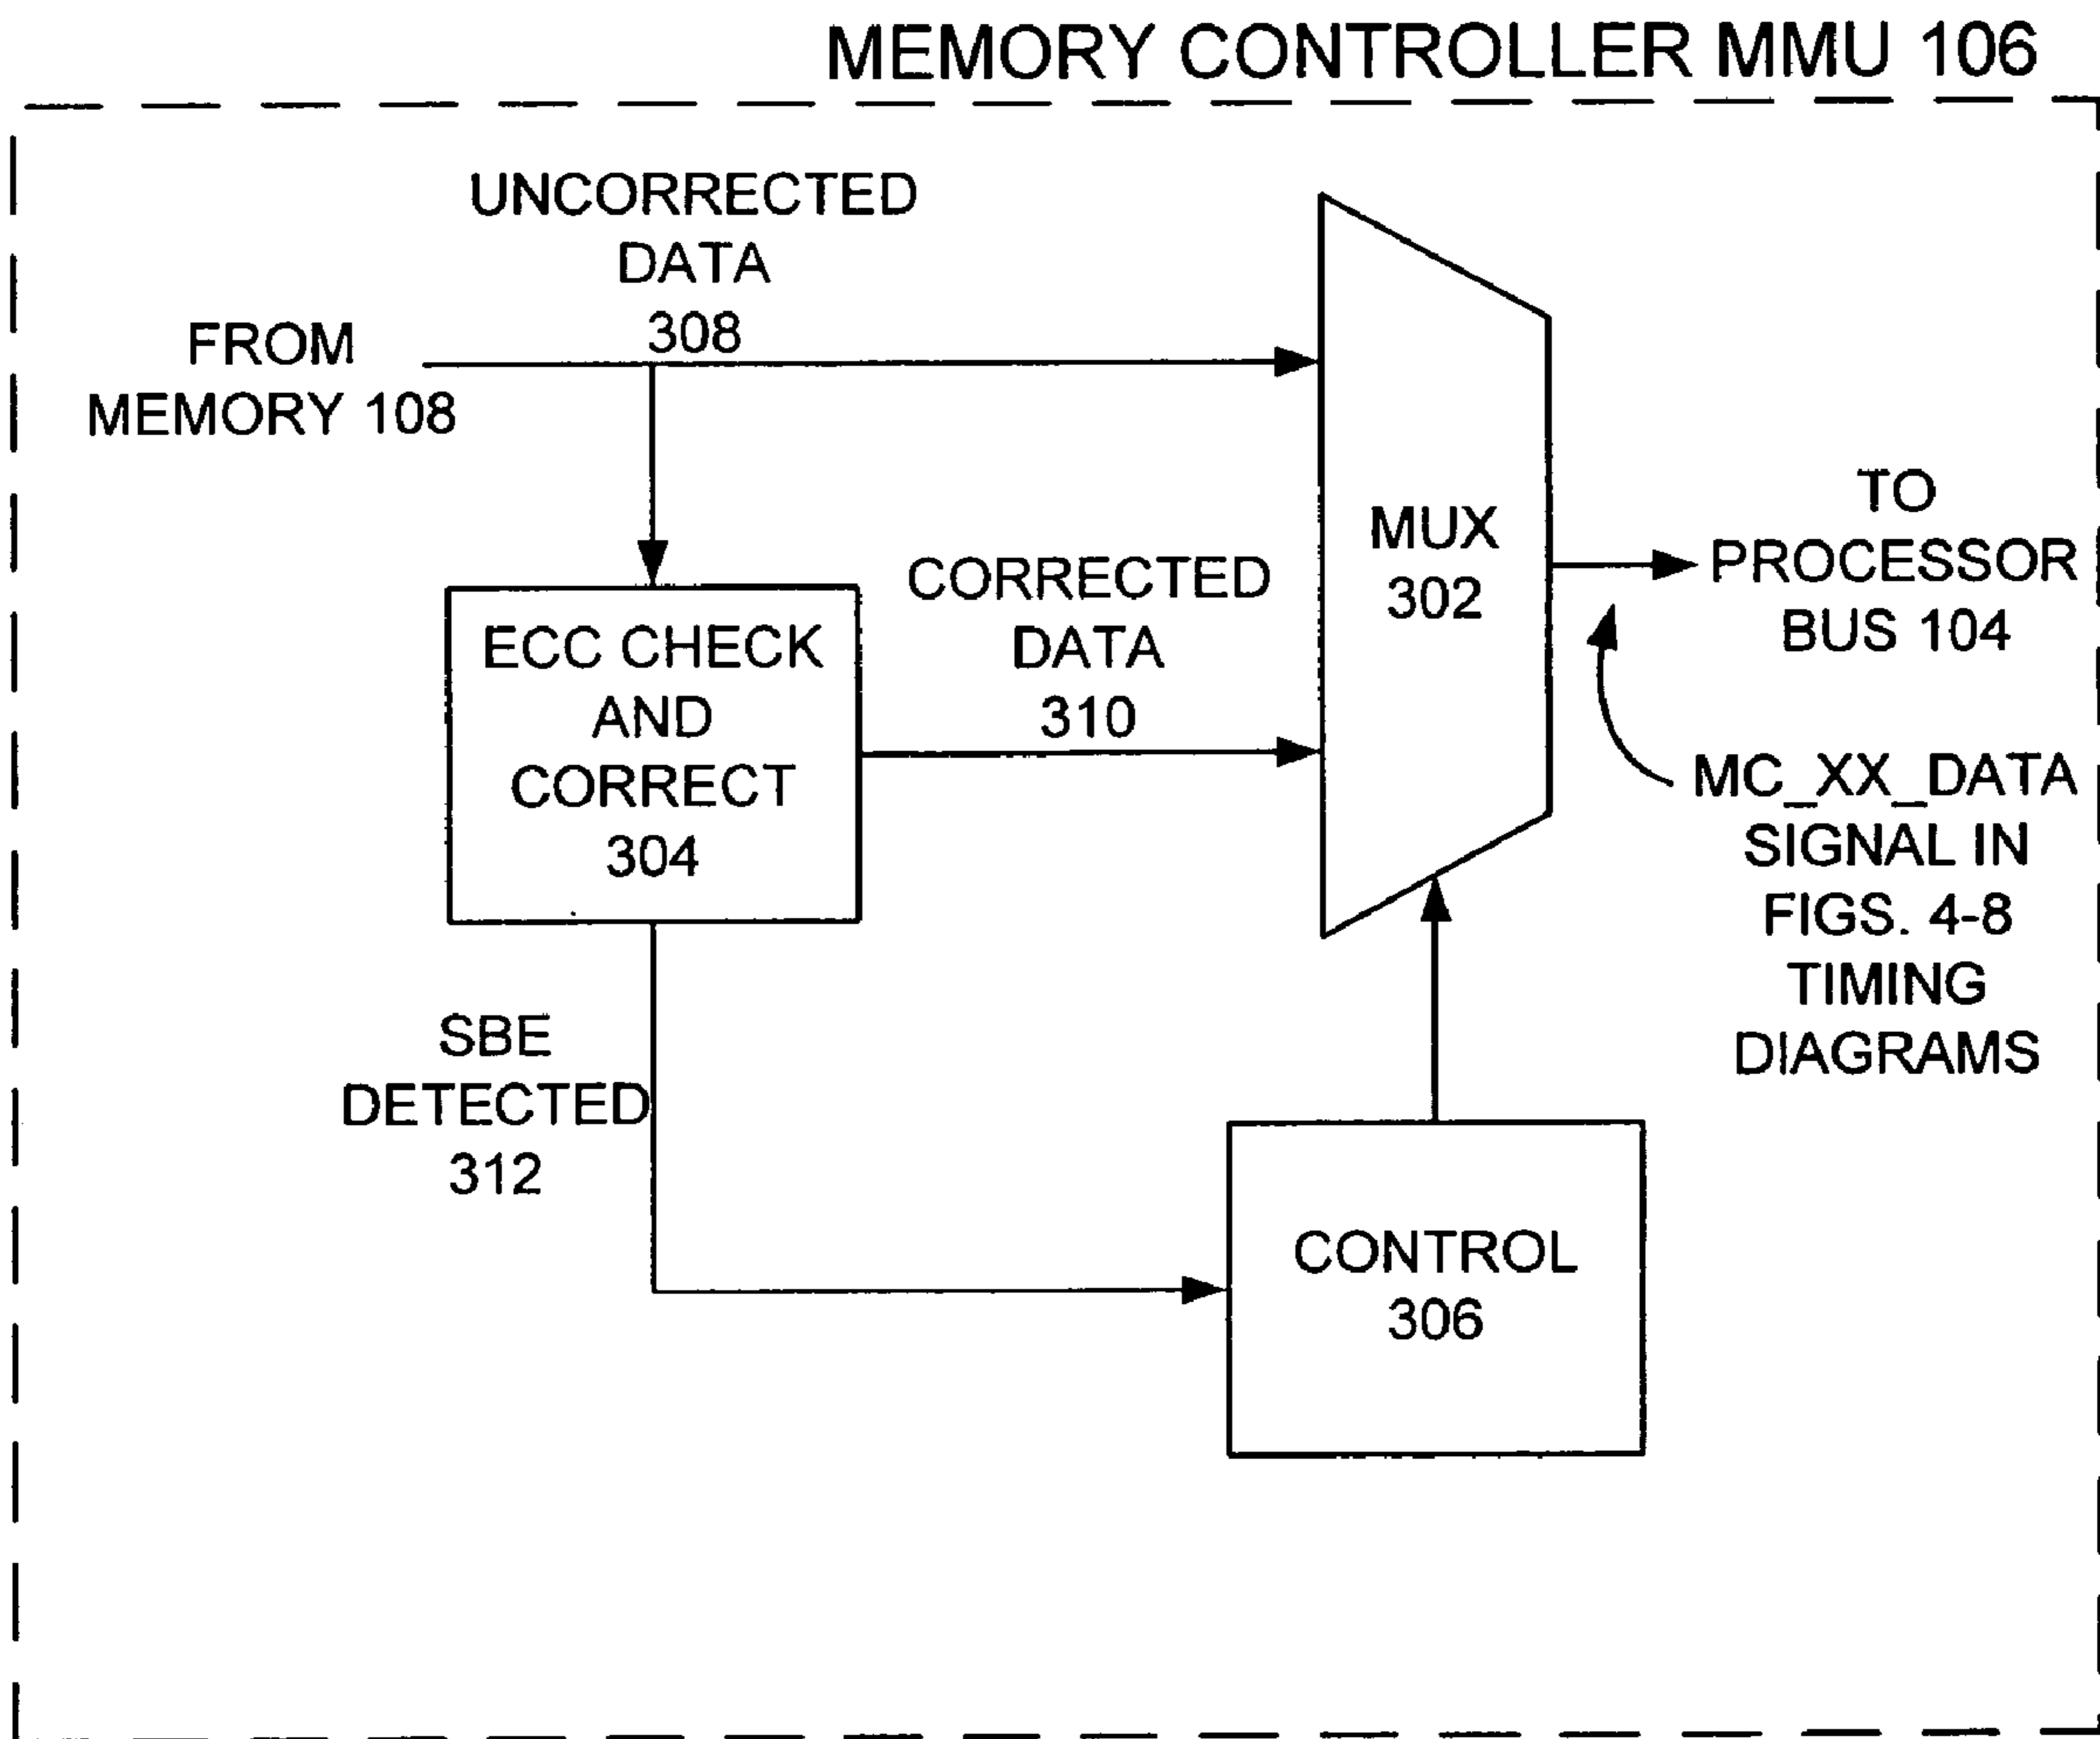 MEMORY CONTROLLER MMU 106
UNCORRECTED
DATA
308
FROM
MEMORY 108
MUX
302
TO
PROCESSOR
BUS 104
CORRECTED
DATA
310
ECC CHECK
AND
CORRECT
304
MC_XX_DATA
SIGNAL IN
FIGS. 4-8
TIMING
DIAGRAMS
SBE
DETECTED
312
CONTROL
306